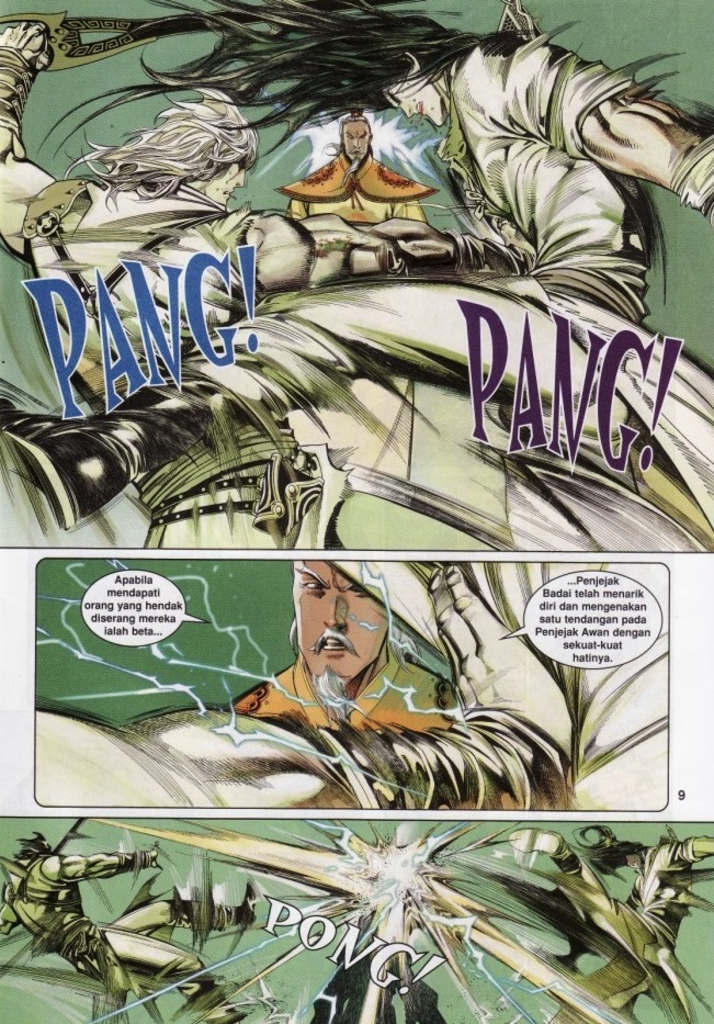 PANG!
PANG!
Apabila
mendapati
orang yang hendak
diserang mereka
ialah beta...
...Penjejak
Badai telah menarik
diri dan mengenakan
satu tendangan pada
Penjejak Awan dengan
sekuat-kuat
hatinya.
9
PONG!